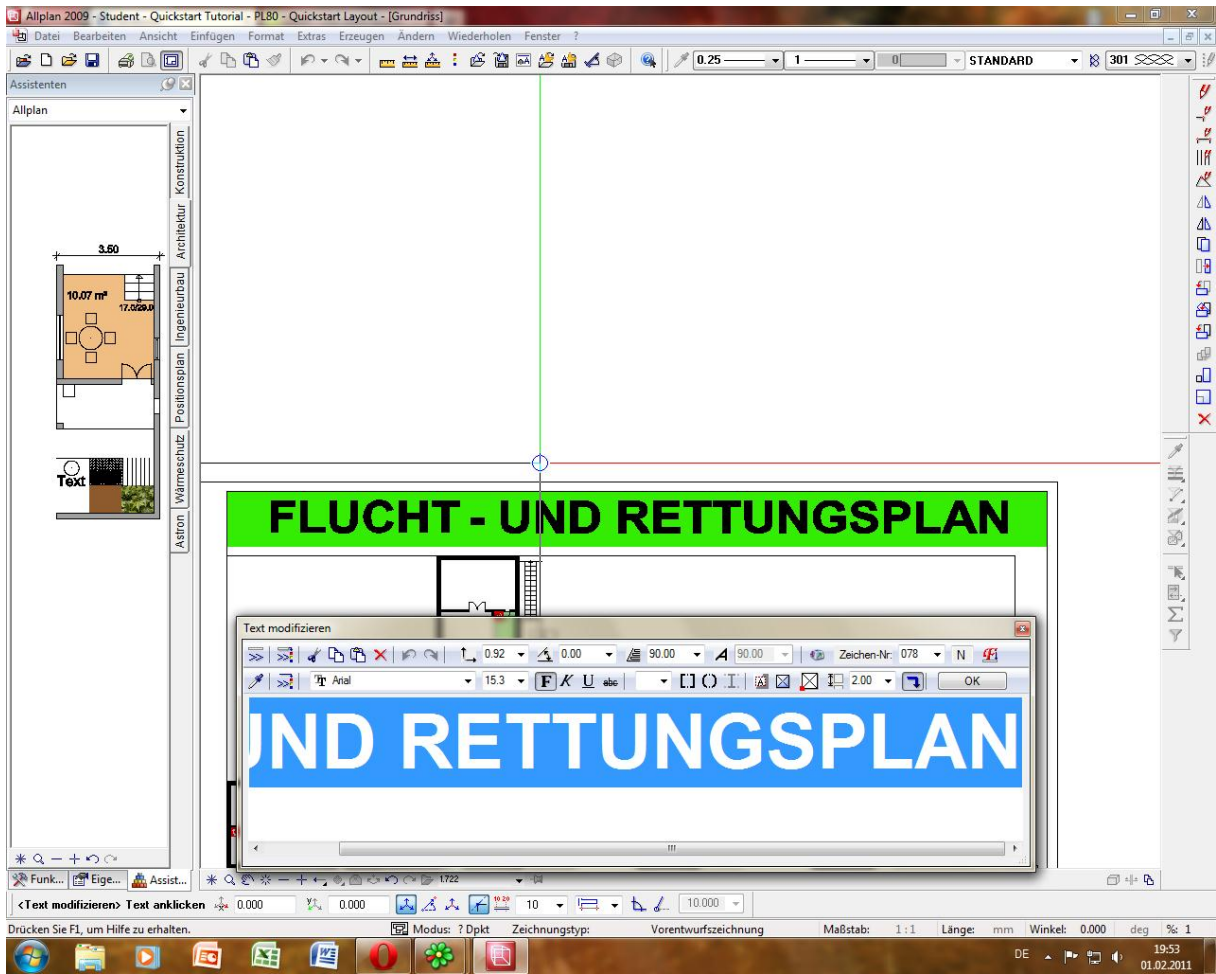 Allplan 2009 - Student - Quickstart Tutorial - PL80 - Quickstart Layout - [Grundriss]
Datei Bearbeiten Ansicht Einfügen Format Extras Erzeugen Ändern Wiederholen Fenster ?
0.25 1 0 STANDARD 301
Assistenten
Allplan
Konstruktion
Architektur
Ingenieurbau
Positionsplan
Wärmeschutz
Astron
3.50
10.07 m²
17.0/29.0
Text
FLUCHT - UND RETTUNGSPLAN
Text modifizieren
0.92 0.00 90.00 A 90.00 Zeichen-Nr: 078 N
Arial 15.3 F K U abc 2.00 OK
UND RETTUNGSPLAN
Funk... Eige... Assist... 1.722
<Text modifizieren> Text anklicken 0.000 0.000 10 10.000
Drücken Sie F1, um Hilfe zu erhalten. Modus: ? Dpkt Zeichnungstyp: Vorentwurfszeichnung Maßstab: 1 : 1 Länge: mm Winkel: 0.000 deg %: 1
DE 19:53
01.02.2011